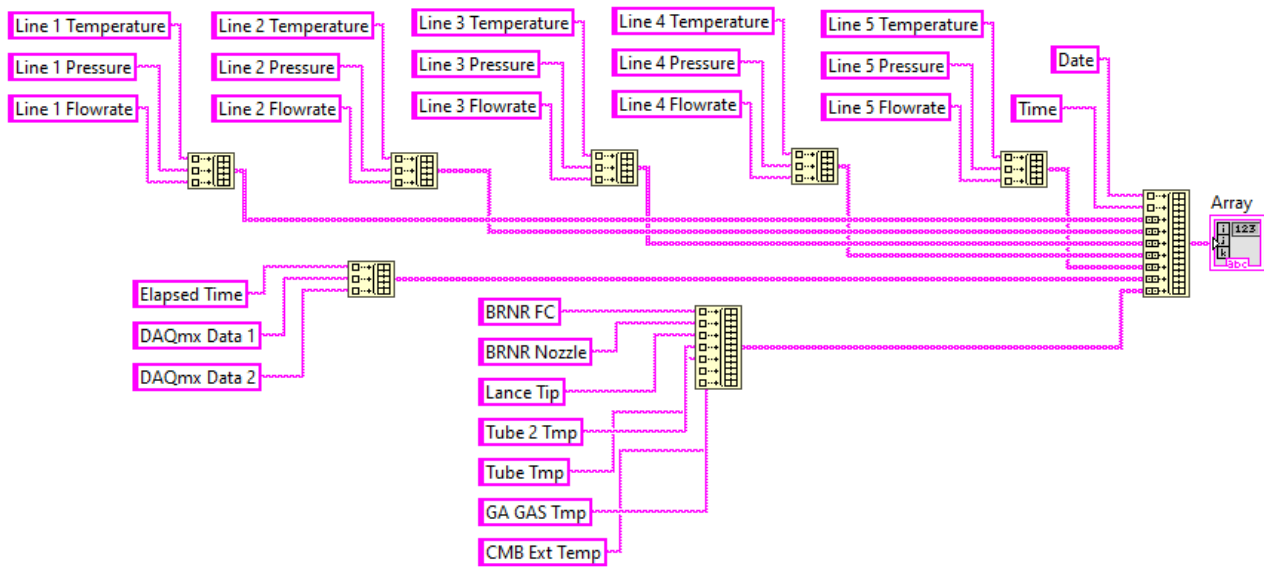 Line 1 Temperature
Line 1 Pressure
Line 1 Flowrate
Line 2 Temperature
Line 2 Pressure
Line 2 Flowrate
Line 3 Temperature
Line 3 Pressure
Line 3 Flowrate
Line 4 Temperature
Line 4 Pressure
Line 4 Flowrate
Line 5 Temperature
Line 5 Pressure
Line 5 Flowrate
Date
Time
Array
i
123
j
k
abc
Elapsed Time
DAQmx Data 1
DAQmx Data 2
BRNR FC
BRNR Nozzle
Lance Tip
Tube 2 Tmp
Tube Tmp
GA GAS Tmp
CMB Ext Temp